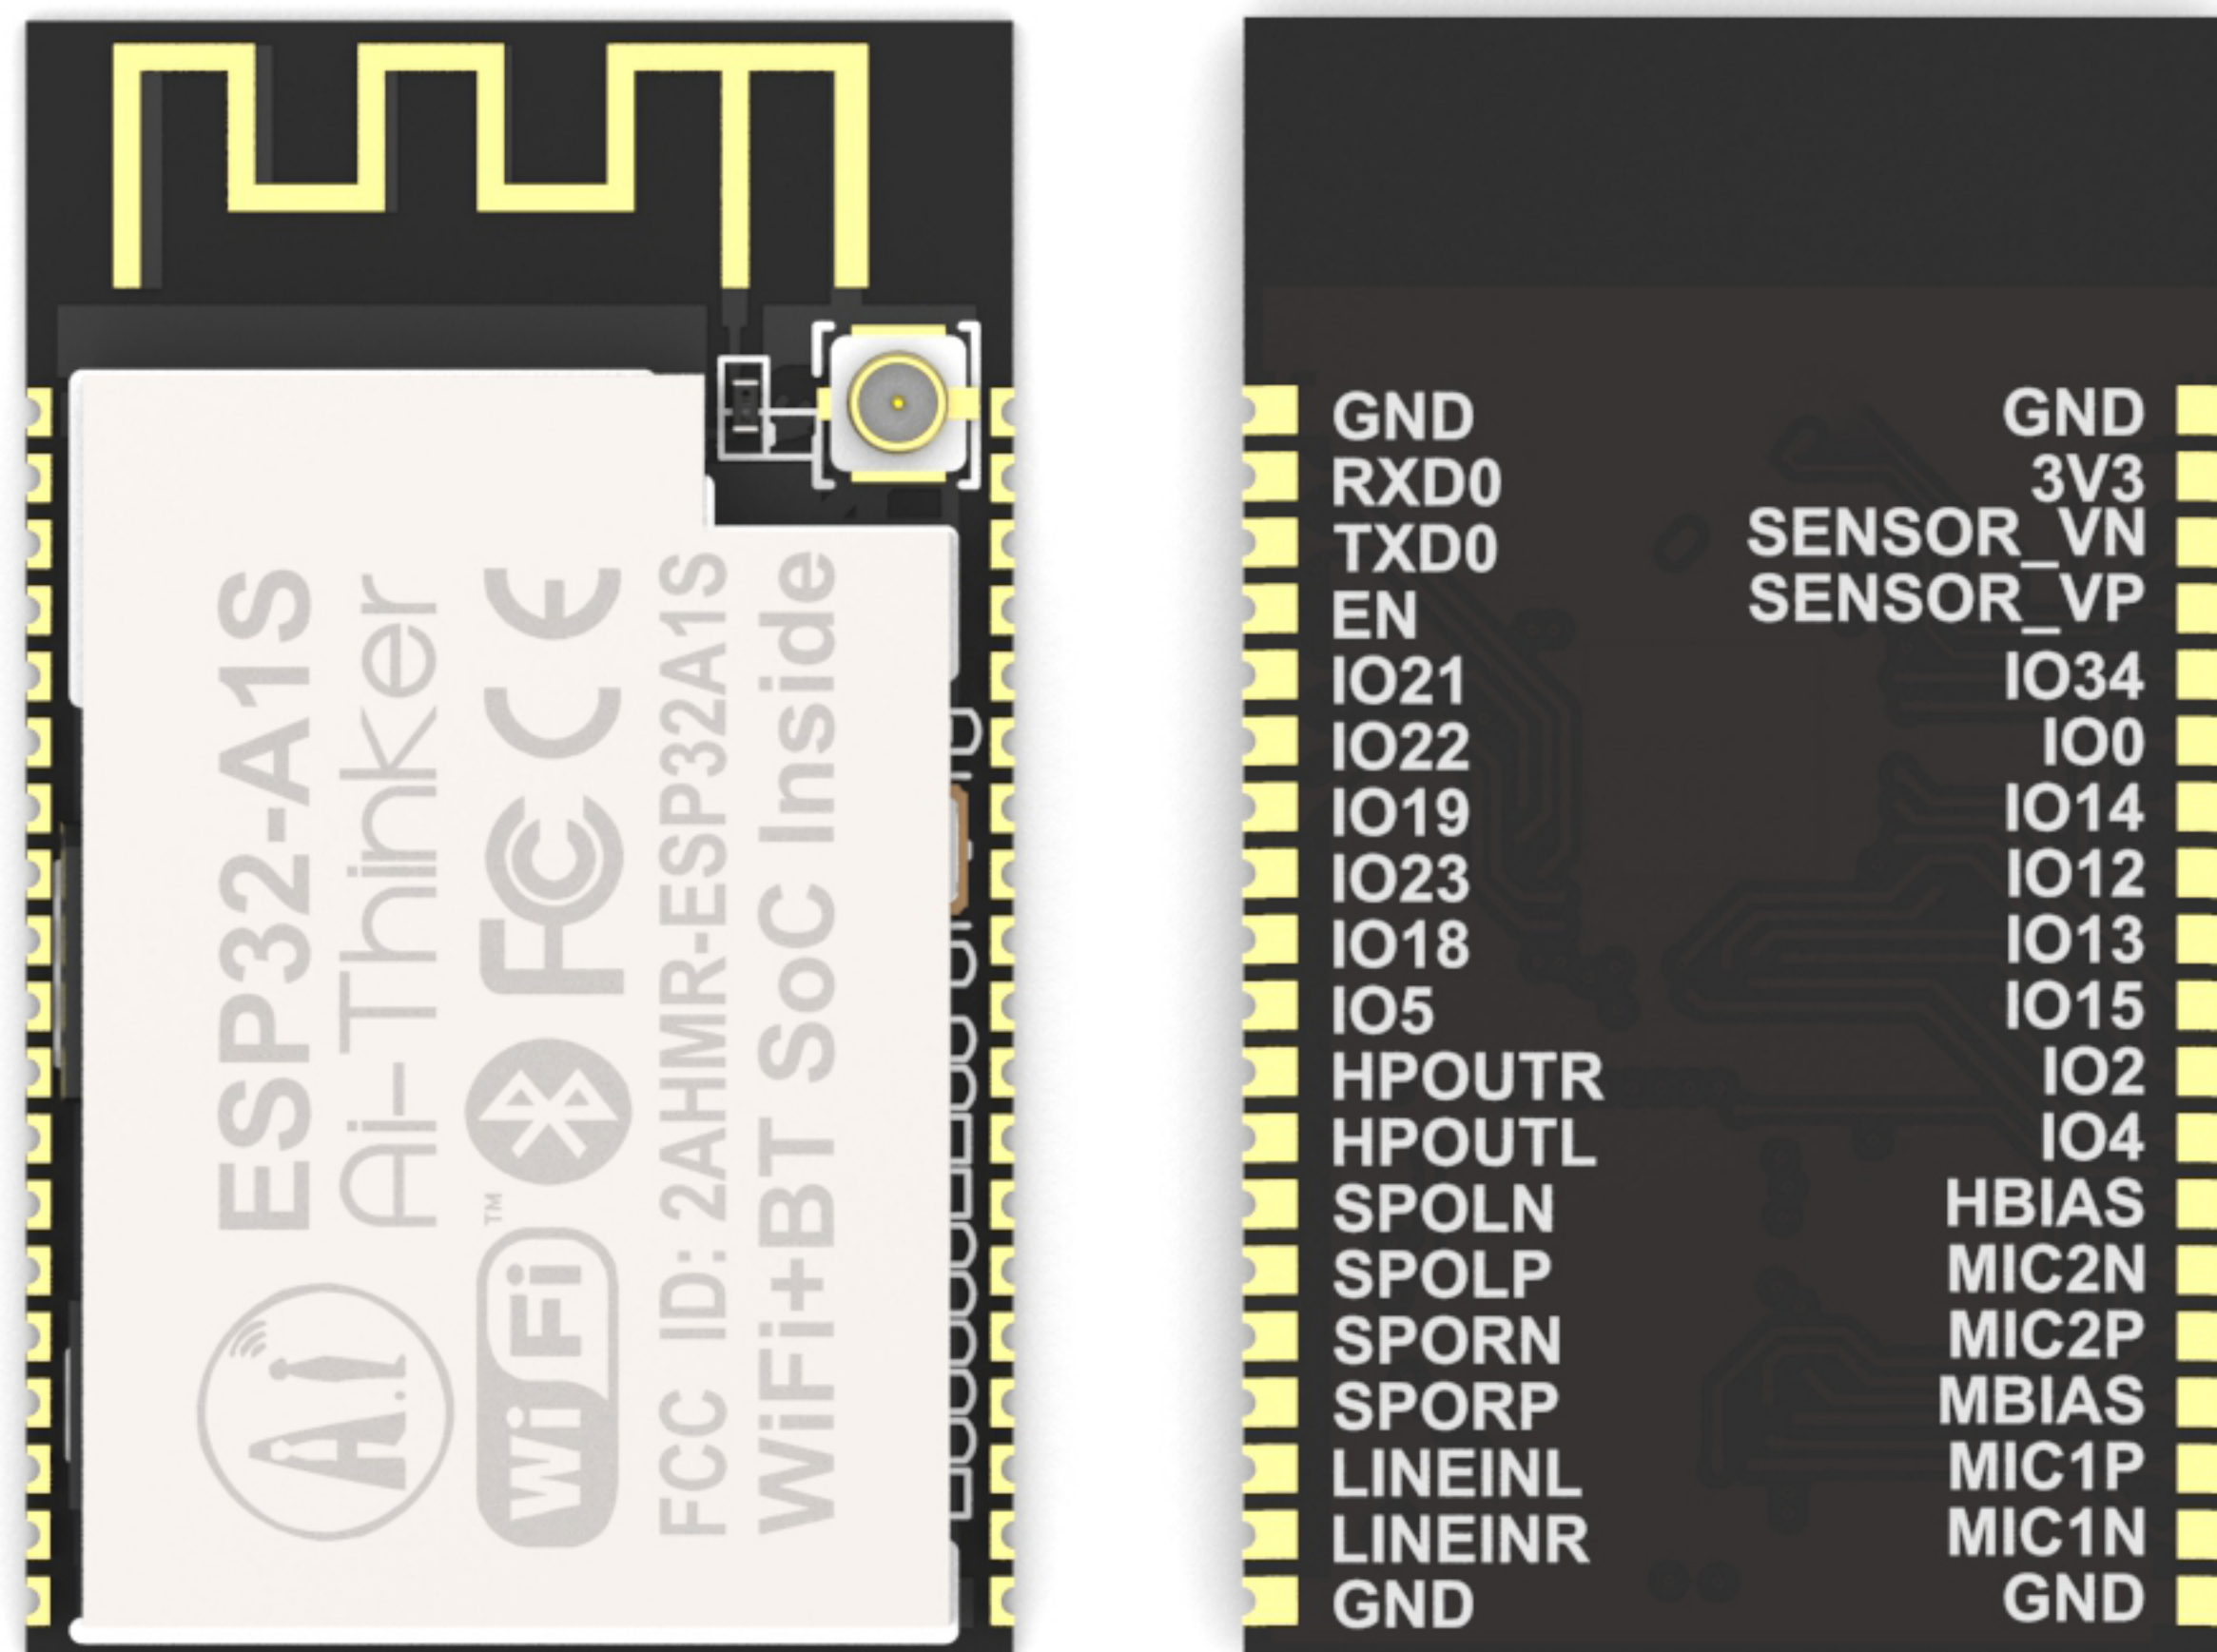 ESP32-A1S
Ai-Thinker
A.i
WiFi
TM
FC CE
FCC ID: 2AHMR-ESP32A1S
WiFi+BT SoC Inside
GND
RXD0
TXD0
EN
IO21
IO22
IO19
IO23
IO18
IO5
HPOUTR
HPOUTL
SPOLN
SPOLP
SPORN
SPORP
LINEINL
LINEINR
GND
GND
3V3
SENSOR_VN
SENSOR_VP
IO34
IO0
IO14
IO12
IO13
IO15
IO2
IO4
HBIAS
MIC2N
MIC2P
MBIAS
MIC1P
MIC1N
GND